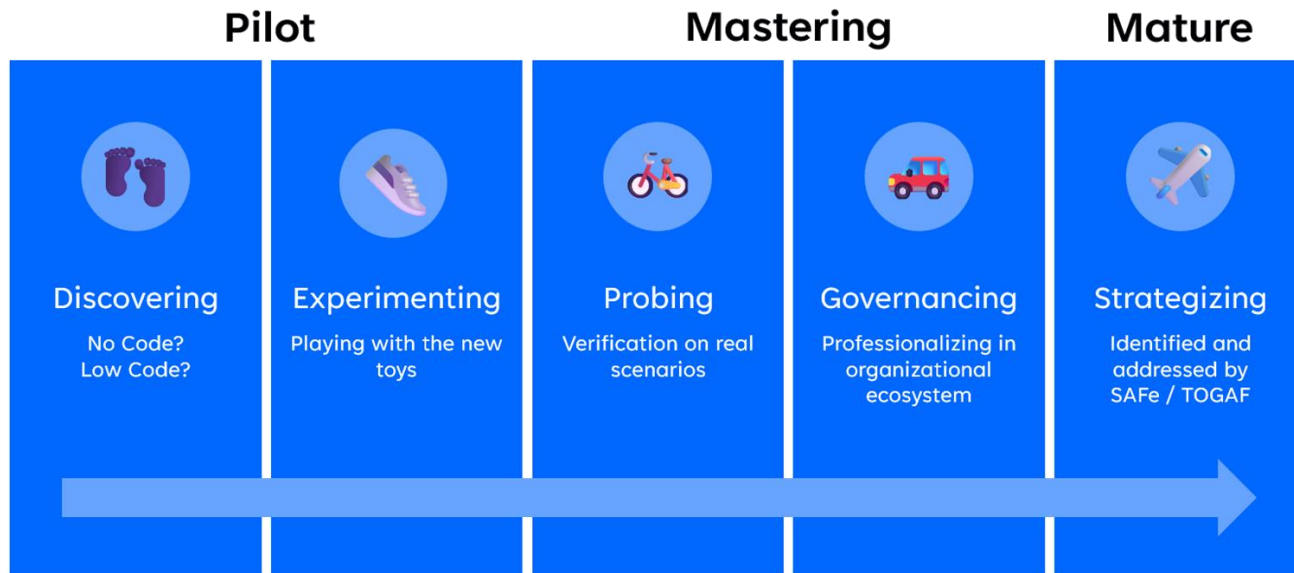 Pilot
Mastering
Mature
Discovering
No Code?
Low Code?
Experimenting
Playing with the new
toys
Probing
Verification on real
scenarios
Governancing
Professionalizing in
organizational
ecosystem
Strategizing
Identified and
addressed by
SAFe / TOGAF